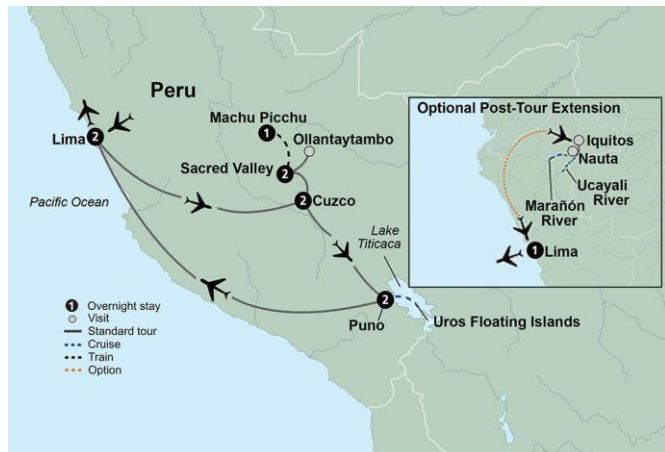 Peru
Optional Post-Tour Extension
Machu Picchu
1
Ollantaytambo
Lima 2
Sacred Valley 2
2 Cuzco
Pacific Ocean
Iquitos
Nauta
Ucayali
River
Marañón
River
1 Lima
Lake
Titicaca
2
Puno
Uros Floating Islands
1 Overnight stay
Visit
Standard tour
Cruise
Train
Option